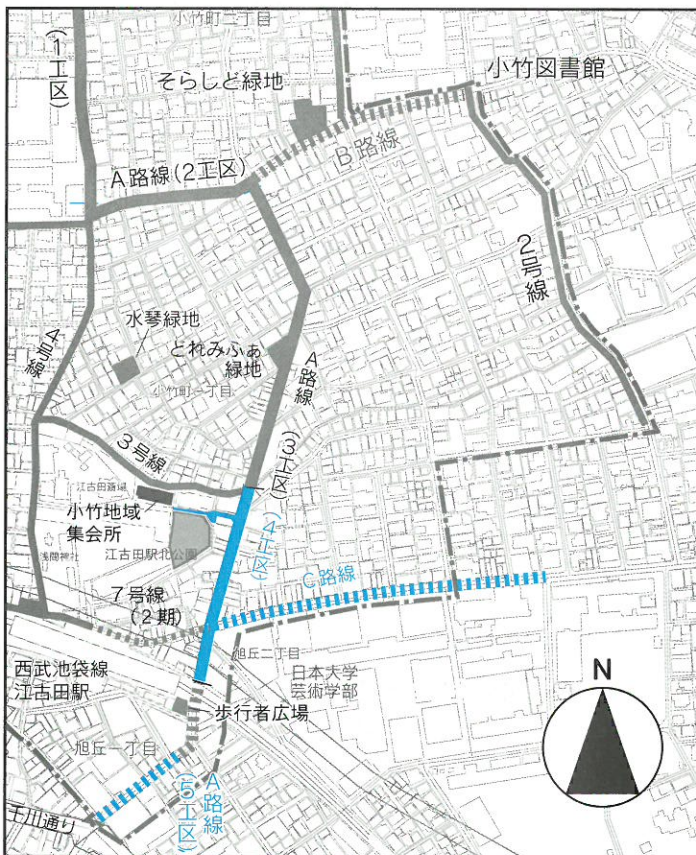 小竹町二丁目
(1工区)
そらしど緑地
小竹図書館
A路線(2工区)
B路線
2号線
水琴緑地
どれみふぁ
緑地
4号線
小竹町一丁目
A路線
(3工区)
3号線
江古田斎場
小竹地域
集会所
江古田駅北公園
(4工区)
浅間神社
C路線
7号線
(2期)
旭丘二丁目
日本大学
芸術学部
西武池袋線
江古田駅
歩行者広場
旭丘一丁目
A路線
(5工区)
千川通り
N